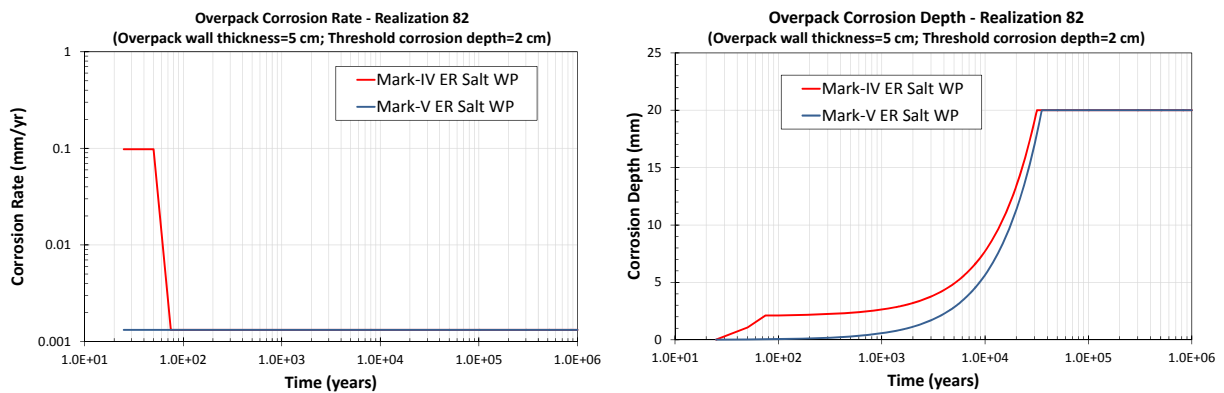 Overpack Corrosion Rate - Realization 82
(Overpack wall thickness=5 cm; Threshold corrosion depth=2 cm)
1
0.1
0.01
0.001
Corrosion Rate (mm/yr)
Mark-IV ER Salt WP
Mark-V ER Salt WP
1.0E+01 1.0E+02 1.0E+03 1.0E+04 1.0E+05 1.0E+06
Time (years)
Overpack Corrosion Depth - Realization 82
(Overpack wall thickness=5 cm; Threshold corrosion depth=2 cm)
25
20
15
10
5
0
Corrosion Depth (mm)
Mark-IV ER Salt WP
Mark-V ER Salt WP
1.0E+01 1.0E+02 1.0E+03 1.0E+04 1.0E+05 1.0E+06
Time (years)